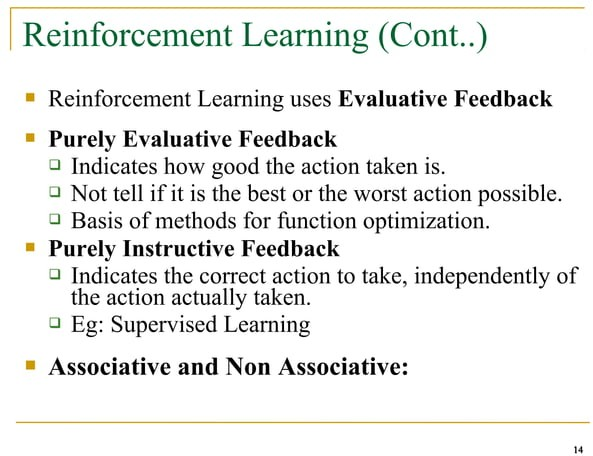 Reinforcement Learning (Cont..)
Reinforcement Learning uses Evaluative Feedback
Purely Evaluative Feedback
Indicates how good the action taken is.
Not tell if it is the best or the worst action possible.
Basis of methods for function optimization.
Purely Instructive Feedback
Indicates the correct action to take, independently of
the action actually taken.
Eg: Supervised Learning
Associative and Non Associative:
14